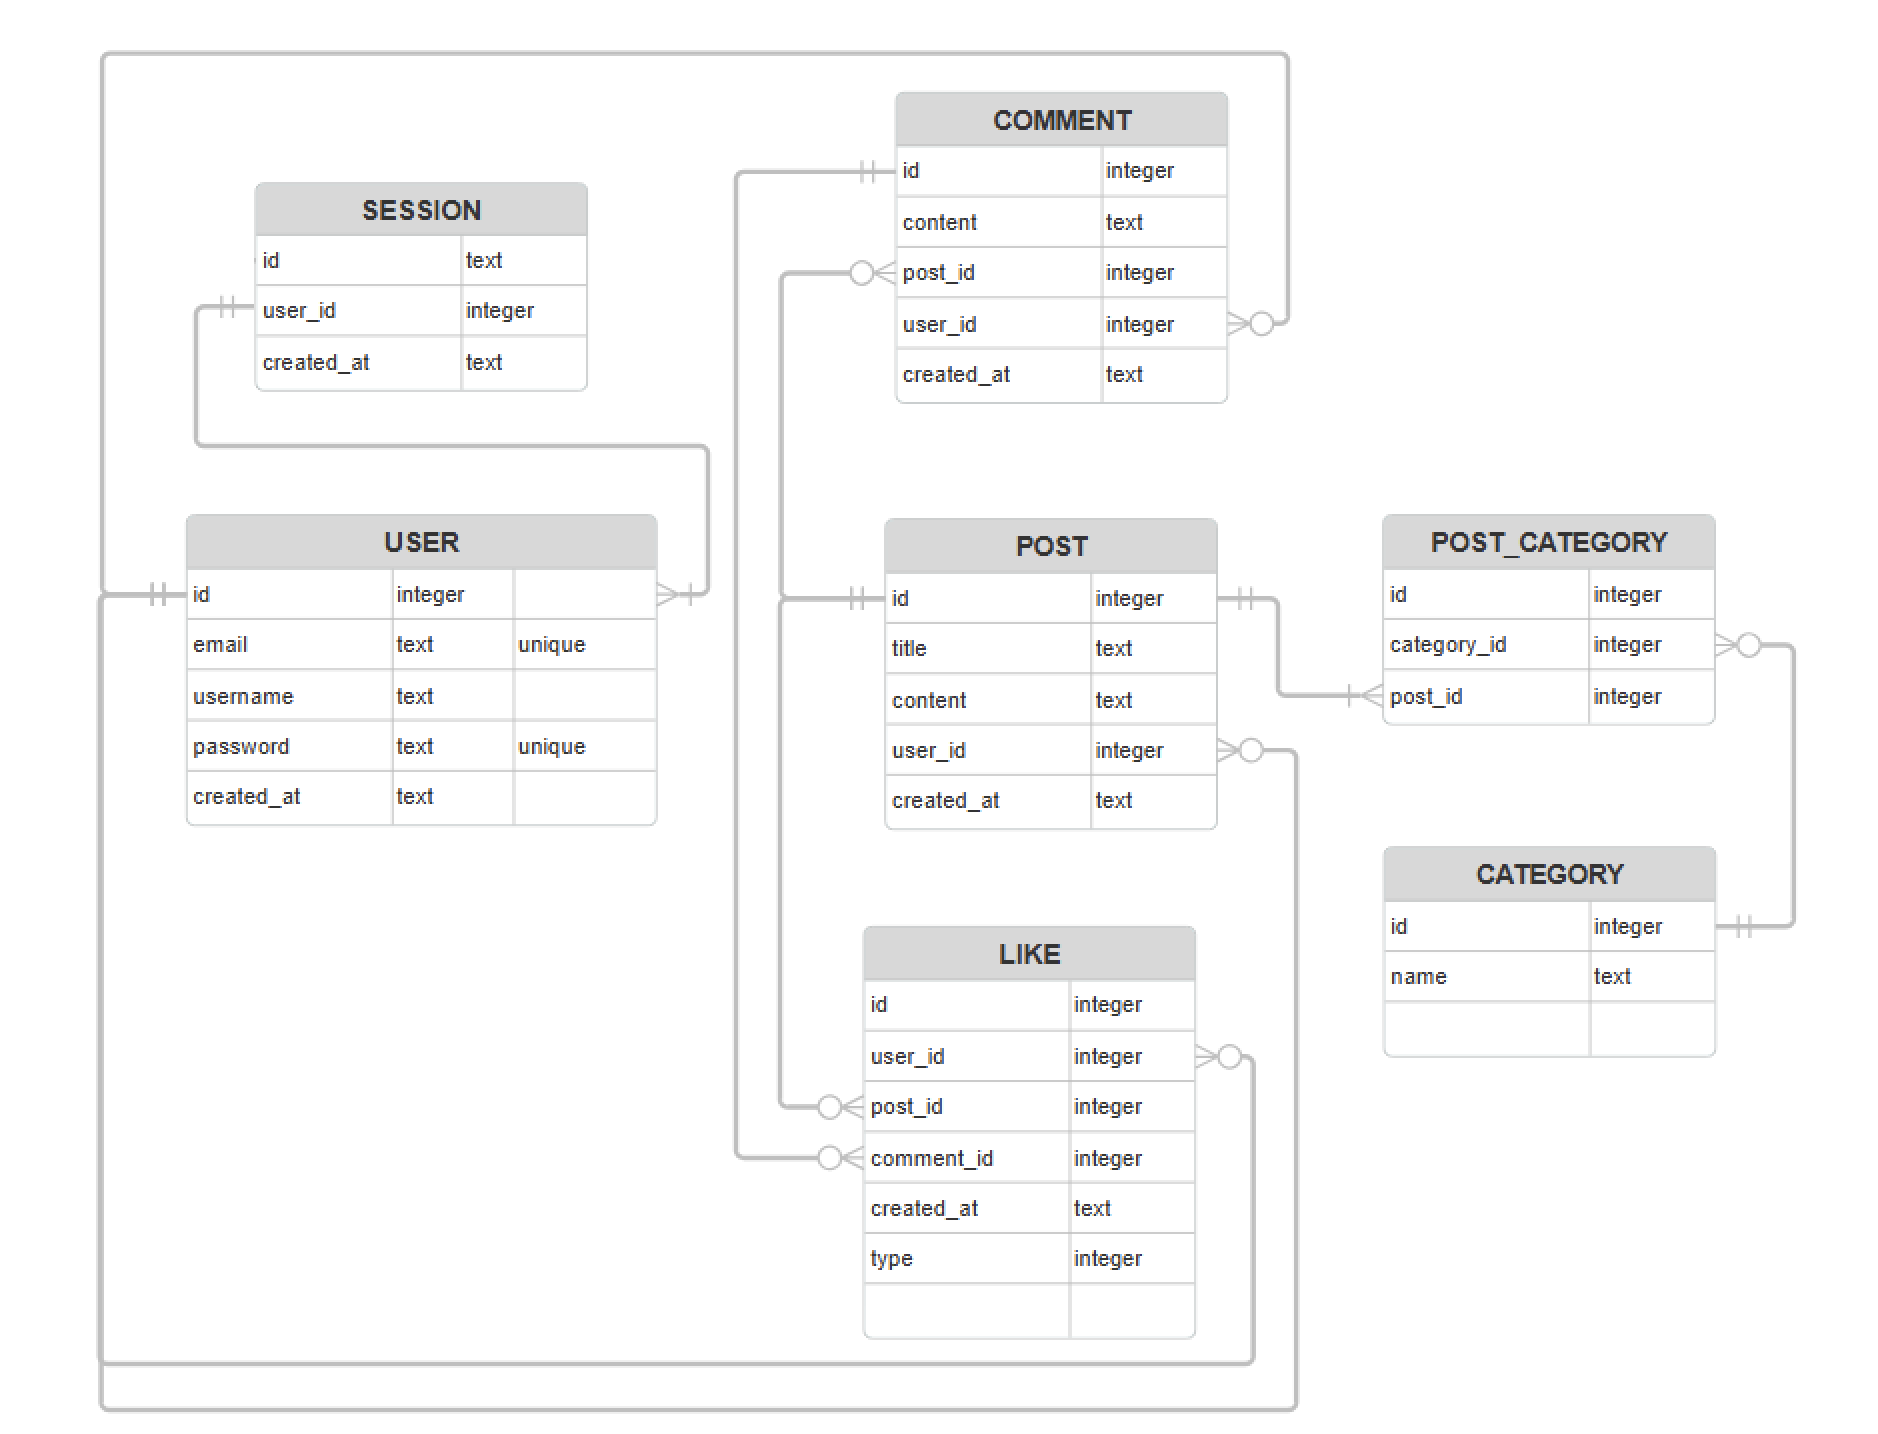 COMMENT
id integer
content text
post_id integer
user_id integer
created_at text
SESSION
id text
user_id integer
created_at text
USER
id integer
email text unique
username text
password text unique
created_at text
POST
id integer
title text
content text
user_id integer
created_at text
POST_CATEGORY
id integer
category_id integer
post_id integer
CATEGORY
id integer
name text
LIKE
id integer
user_id integer
post_id integer
comment_id integer
created_at text
type integer